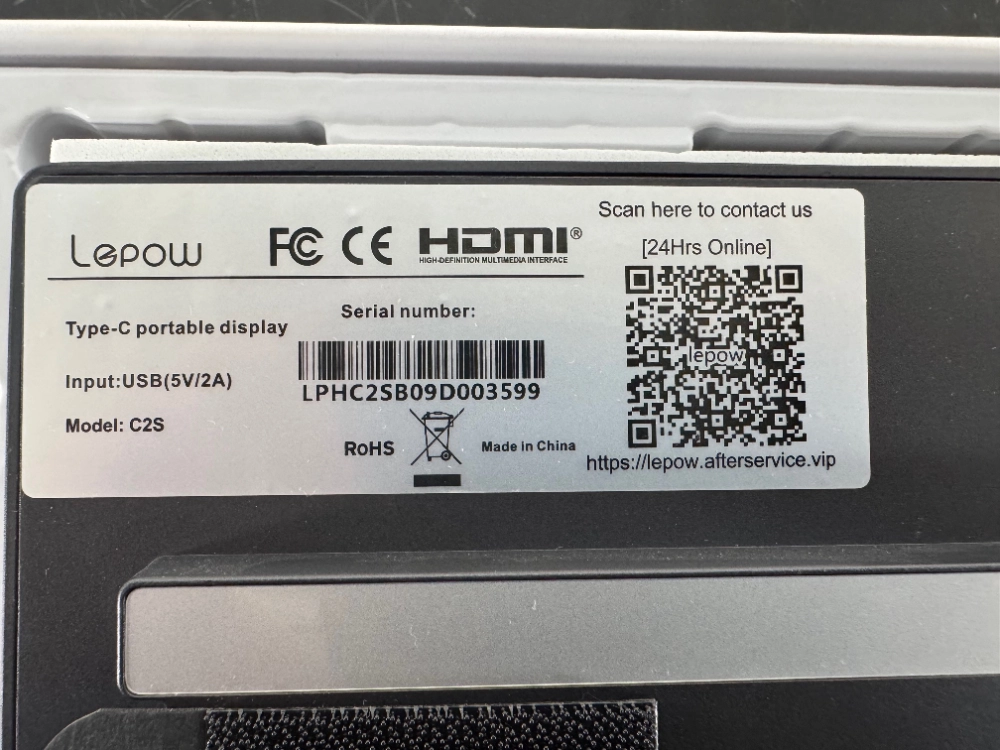 Lepow
FC CE HDMI®
HIGH-DEFINITION MULTIMEDIA INTERFACE
Type-C portable display
Input:USB(5V/2A)
Model: C2S
Serial number:
LPHC2SB09D003599
RoHS
Made in China
Scan here to contact us
[24Hrs Online]
lepow
https://lepow.afterservice.vip